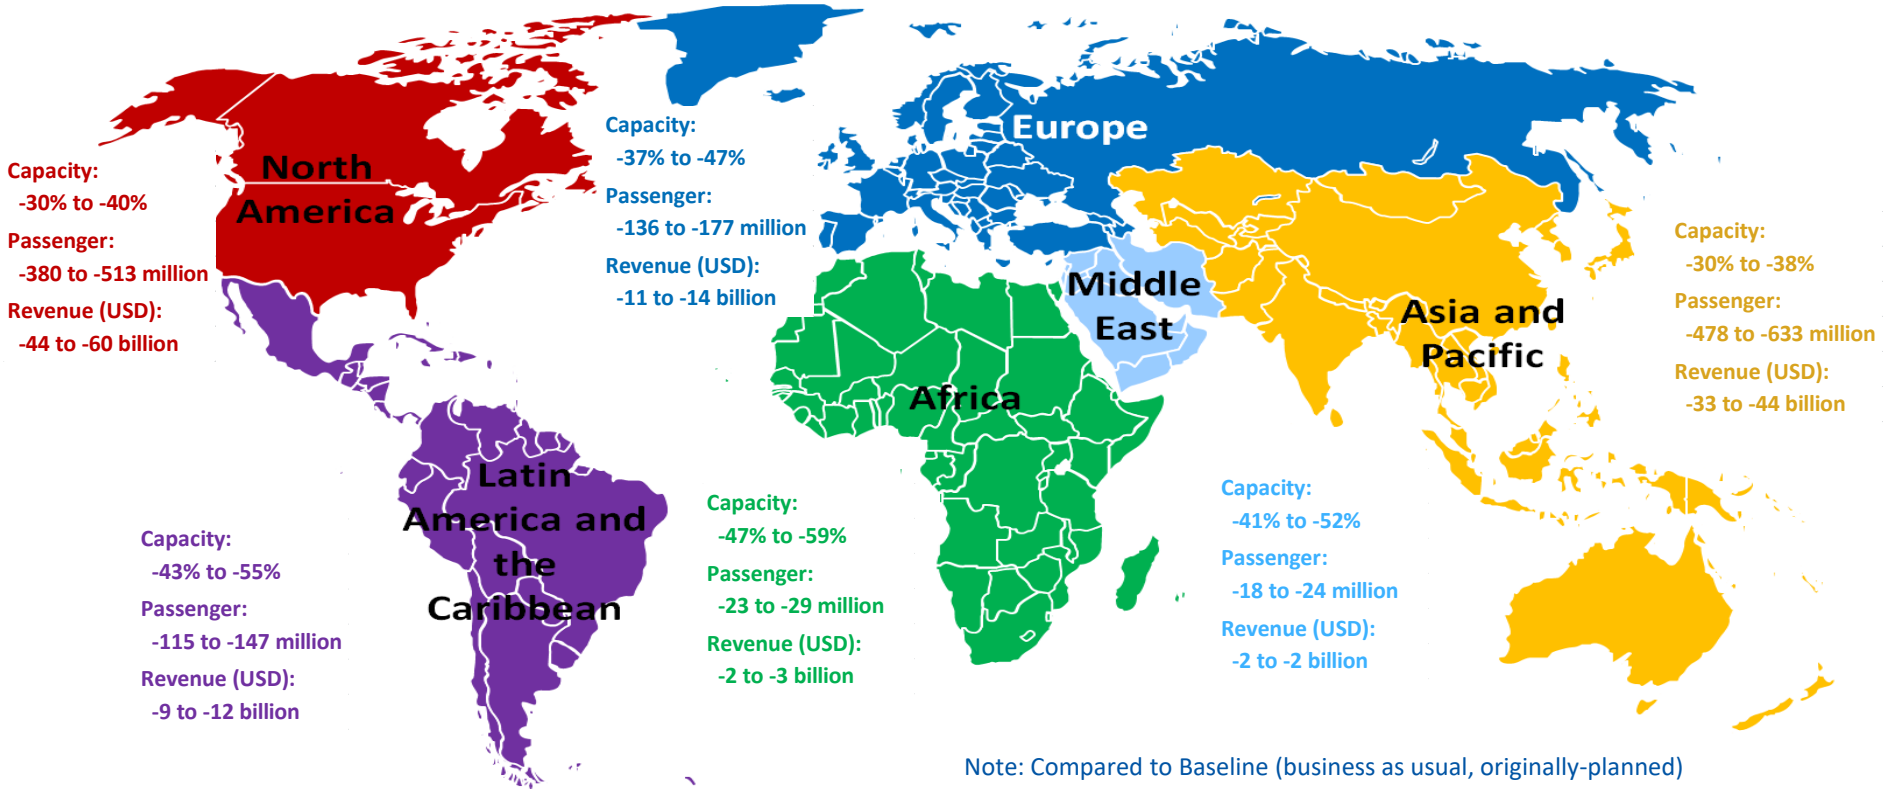 North
America
Capacity:
-30% to -40%
Passenger:
-380 to -513 million
Revenue (USD):
-44 to -60 billion
Europe
Capacity:
-37% to -47%
Passenger:
-136 to -177 million
Revenue (USD):
-11 to -14 billion
Middle
East
Asia and
Pacific
Capacity:
-30% to -38%
Passenger:
-478 to -633 million
Revenue (USD):
-33 to -44 billion
Africa
Latin
America and
the
Caribbean
Capacity:
-43% to -55%
Passenger:
-115 to -147 million
Revenue (USD):
-9 to -12 billion
Capacity:
-47% to -59%
Passenger:
-23 to -29 million
Revenue (USD):
-2 to -3 billion
Capacity:
-41% to -52%
Passenger:
-18 to -24 million
Revenue (USD):
-2 to -2 billion
Note: Compared to Baseline (business as usual, originally-planned)